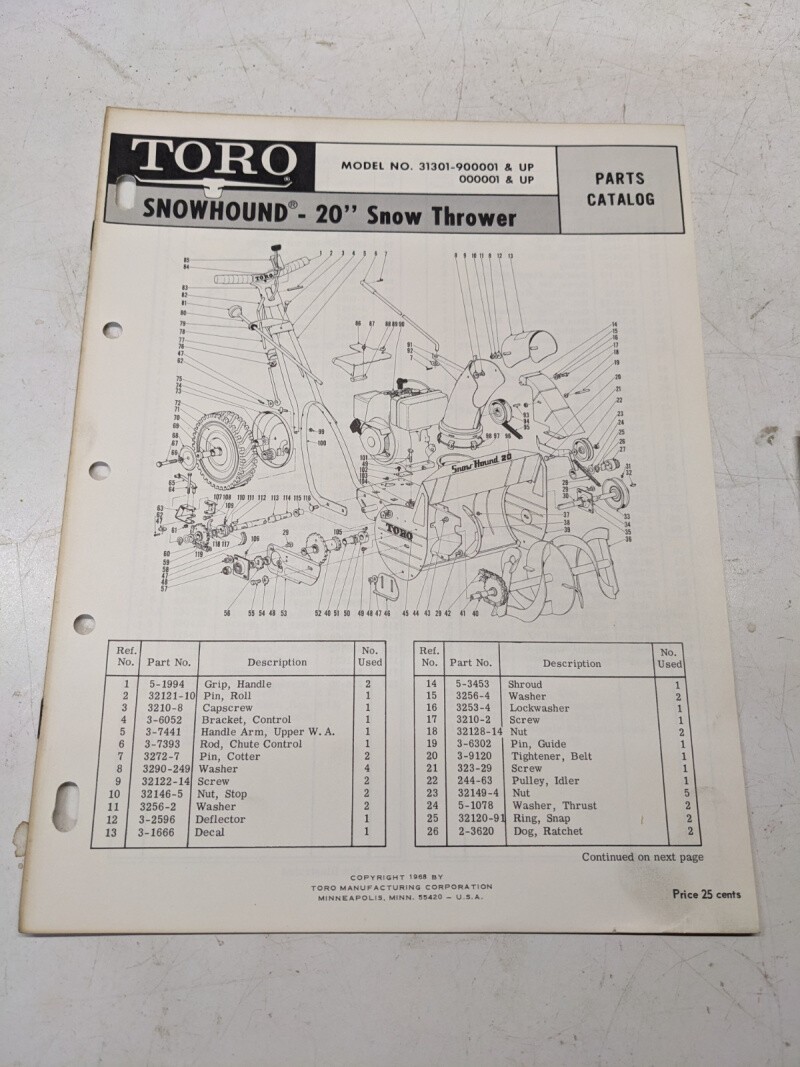 TORO
MODEL NO. 31301-900001 & UP
000001 & UP
PARTS
CATALOG
SNOWHOUND® - 20" Snow Thrower
TORO
Snow Hound 20
TORO
Ref. No. Part No. Description No. Used
1 5-1994 Grip, Handle 2
2 32121-10 Pin, Roll 1
3 3210-8 Capscrew 1
4 3-6052 Bracket, Control 1
5 3-7441 Handle Arm, Upper W. A. 1
6 3-7393 Rod, Chute Control 1
7 3272-7 Pin, Cotter 2
8 3290-249 Washer 4
9 32122-14 Screw 2
10 32146-5 Nut, Stop 2
11 3256-2 Washer 2
12 3-2596 Deflector 1
13 3-1666 Decal 1
Ref. No. Part No. Description No. Used
14 5-3453 Shroud 1
15 3256-4 Washer 2
16 3253-4 Lockwasher 1
17 3210-2 Screw 1
18 32128-14 Nut 2
19 3-6302 Pin, Guide 1
20 3-9120 Tightener, Belt 1
21 323-29 Screw 1
22 244-63 Pulley, Idler 1
23 32149-4 Nut 5
24 5-1078 Washer, Thrust 2
25 32120-91 Ring, Snap 2
26 2-3620 Dog, Ratchet 2
Continued on next page
COPYRIGHT 1968 BY
TORO MANUFACTURING CORPORATION
MINNEAPOLIS, MINN. 55420 – U.S.A.
Price 25 cents